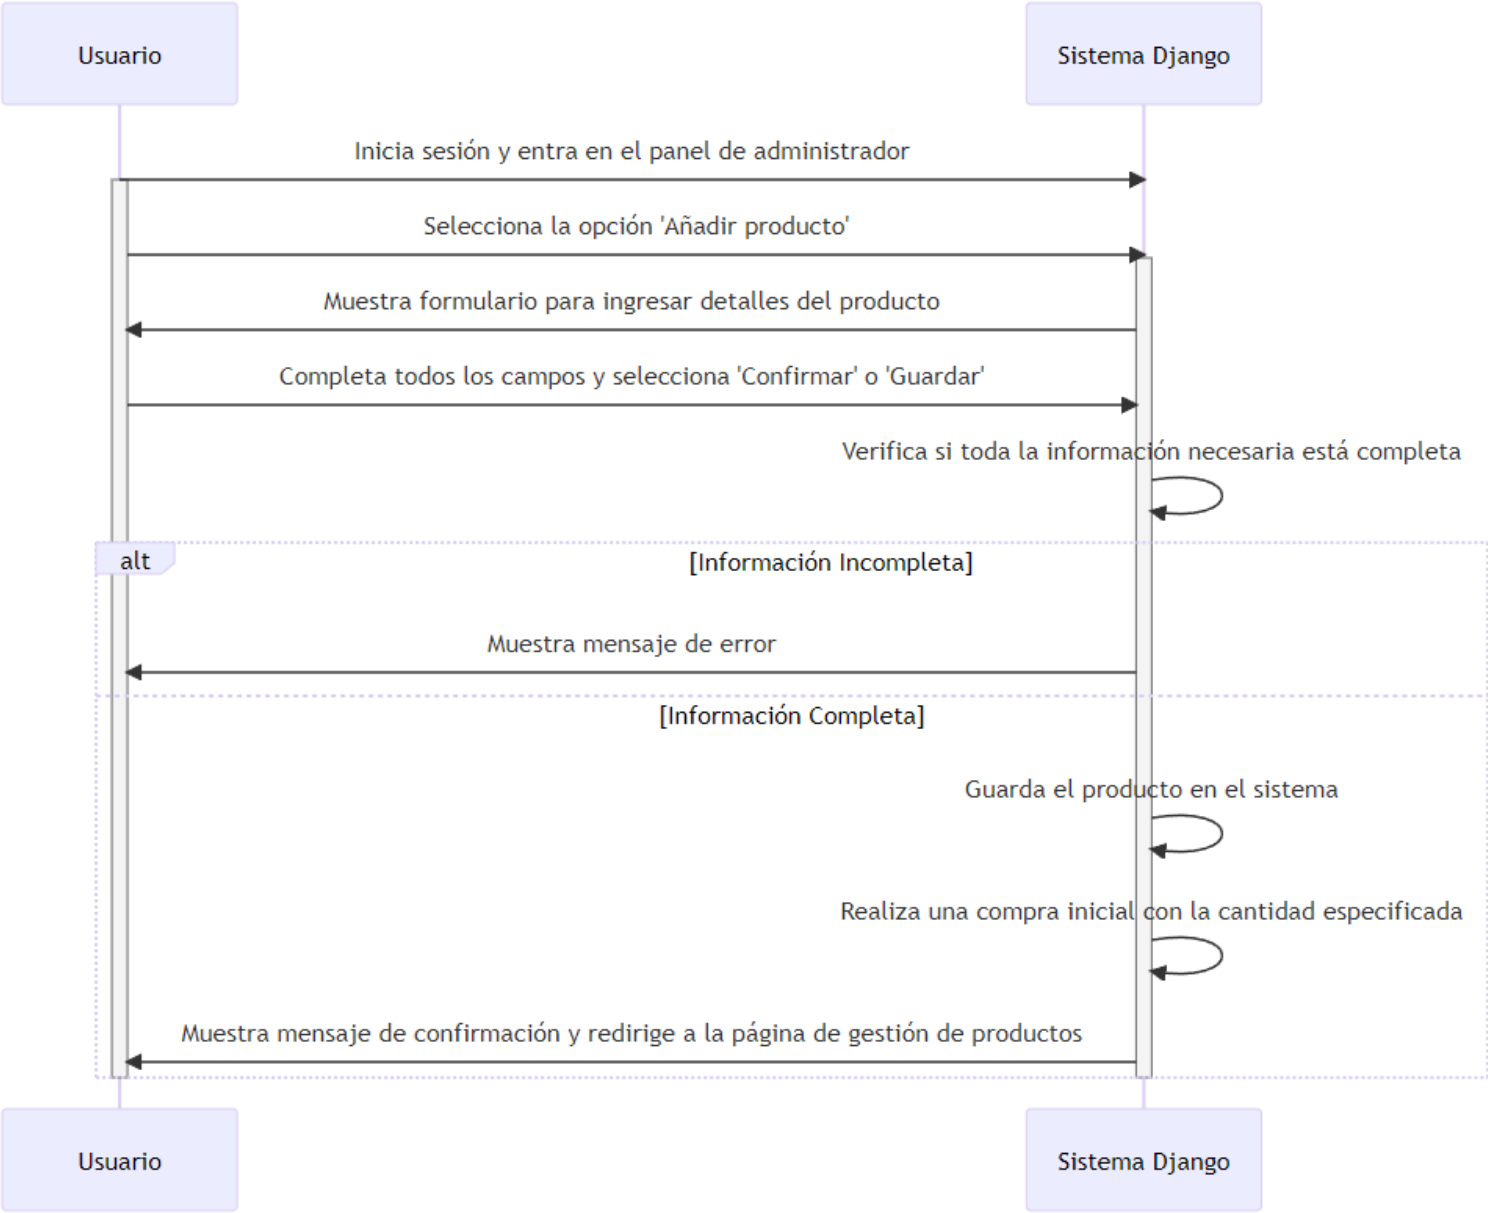 Usuario
Sistema Django
Inicia sesión y entra en el panel de administrador
Selecciona la opción 'Añadir producto'
Muestra formulario para ingresar detalles del producto
Completa todos los campos y selecciona 'Confirmar' o 'Guardar'
Verifica si toda la información necesaria está completa
alt
[Información Incompleta]
Muestra mensaje de error
[Información Completa]
Guarda el producto en el sistema
Realiza una compra inicial con la cantidad especificada
Muestra mensaje de confirmación y redirige a la página de gestión de productos
Usuario
Sistema Django